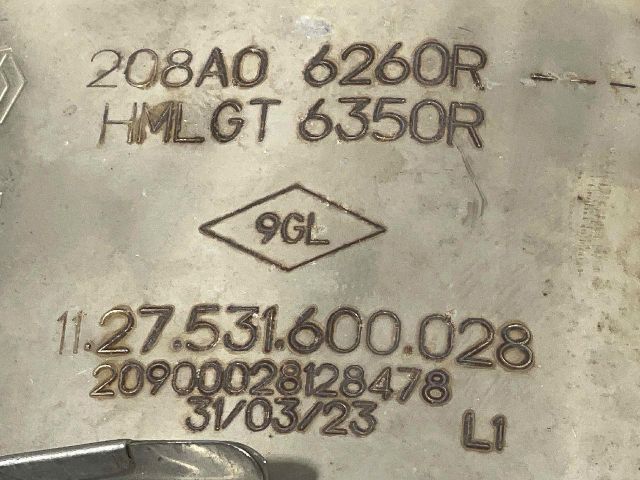 208A0 6260R ---
HMLGT 6350R
9GL
11.27.531.600.028
20900028128478
31/03/23
L1